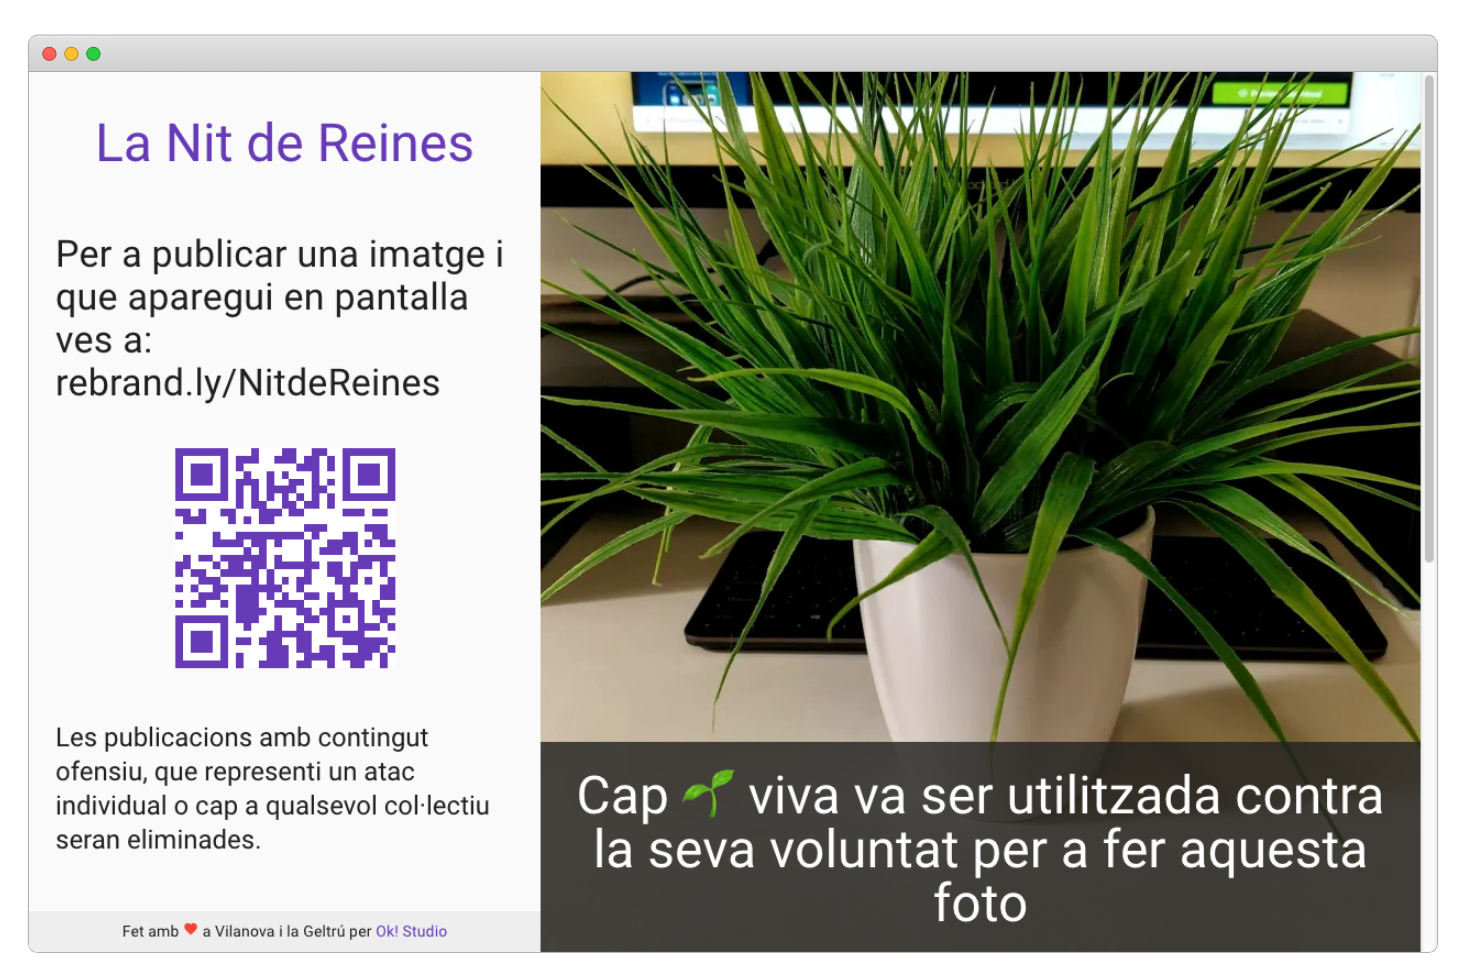 La Nit de Reines
Per a publicar una imatge i
que aparegui en pantalla
ves a:
rebrand.ly/NitdeReines
Les publicacions amb contingut
ofensiu, que representi un atac
individual o cap a qualsevol col·lectiu
seran eliminades.
Fet amb ❤ a Vilanova i la Geltrú per Ok! Studio
Cap 🌱 viva va ser utilitzada contra
la seva voluntat per a fer aquesta
foto